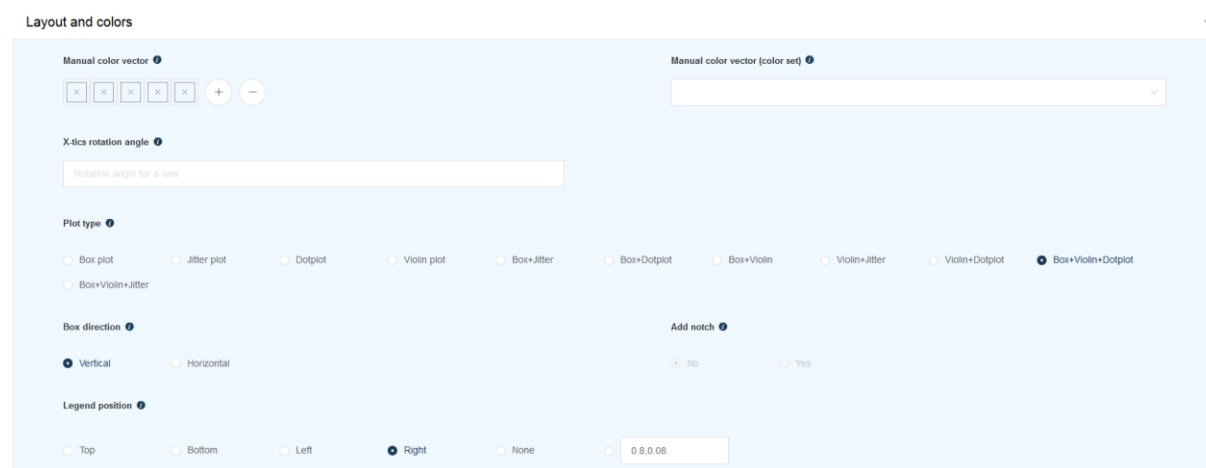 Layout and colors
Manual color vector
Manual color vector (color set)
X-tics rotation angle
Rotation angle for a-axis
Plot type
Box plot Jitter plot Dotplot Violin plot Box+Jitter Box+Dotplot Box+Violin Violin+Jitter Violin+Dotplot Box+Violin+Dotplot
Box+Violin+Jitter
Box direction
Add notch
Vertical Horizontal
No Yes
Legend position
Top Bottom Left Right None 0.8,0.08